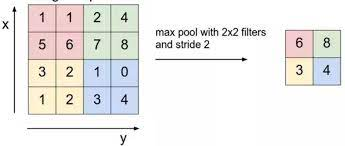 x
1 1 2 4
5 6 7 8
3 2 1 0
1 2 3 4
y
max pool with 2x2 filters
and stride 2
6 8
3 4